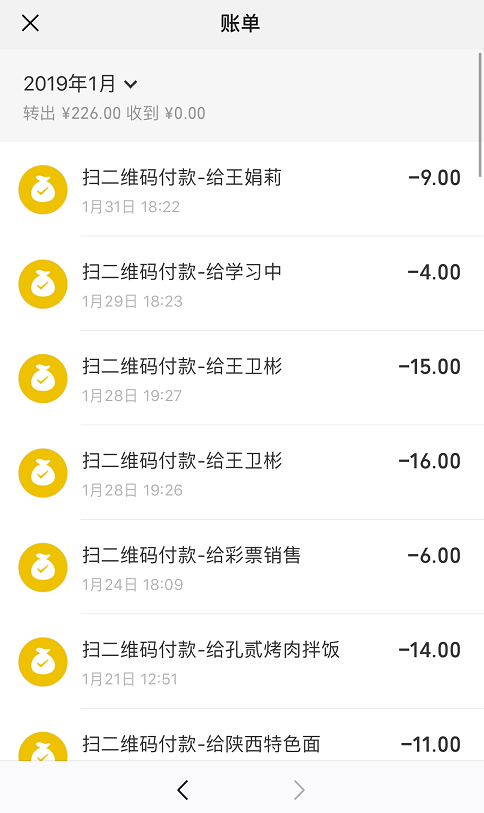 账单
2019年1月
转出 ¥226.00 收到 ¥0.00
扫二维码付款-给王娟莉 -9.00
1月31日 18:22
扫二维码付款-给学习中 -4.00
1月29日 18:23
扫二维码付款-给王卫彬 -15.00
1月28日 19:27
扫二维码付款-给王卫彬 -16.00
1月28日 19:26
扫二维码付款-给彩票销售 -6.00
1月24日 18:09
扫二维码付款-给孔贰烤肉拌饭 -14.00
1月21日 12:51
扫二维码付款-给陕西特色面 -11.00